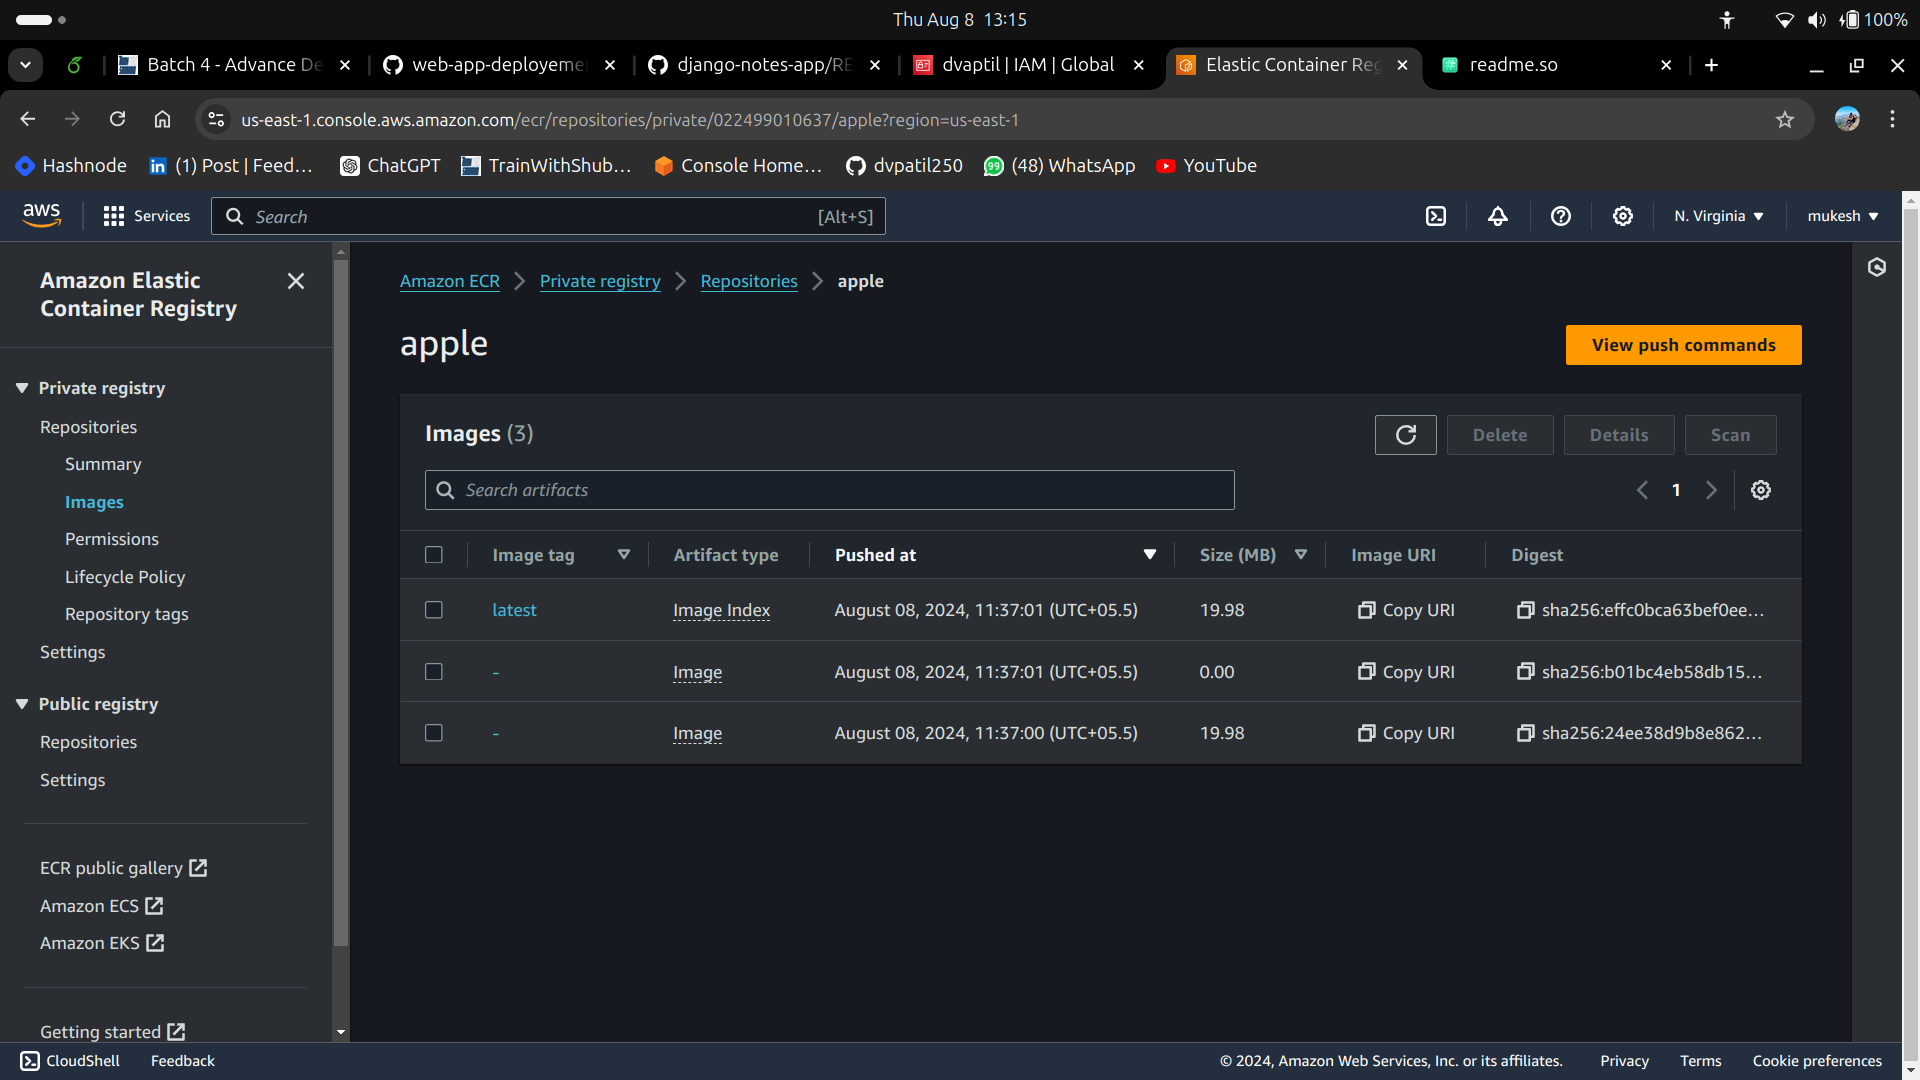 Thu Aug 8 13:15
100%
Batch 4 - Advance De
web-app-deployeme
django-notes-app/RE
dvaptil | IAM | Global
Elastic Container Reg
readme.so
us-east-1.console.aws.amazon.com/ecr/repositories/private/022499010637/apple?region=us-east-1
Hashnode
(1) Post | Feed...
ChatGPT
TrainWithShub...
Console Home...
dvpatil250
99
(48) WhatsApp
YouTube
aws
Services
Search
[Alt+S]
N. Virginia
mukesh
Amazon Elastic
Container Registry
Private registry
Repositories
Summary
Images
Permissions
Lifecycle Policy
Repository tags
Settings
Public registry
Repositories
Settings
ECR public gallery
Amazon ECS
Amazon EKS
Getting started
Amazon ECR
Private registry
Repositories
apple
apple
View push commands
Images (3)
Delete
Details
Scan
Search artifacts
1
Image tag
Artifact type
Pushed at
Size (MB)
Image URI
Digest
latest
Image Index
August 08, 2024, 11:37:01 (UTC+05.5)
19.98
Copy URI
sha256:effc0bca63bef0ee...
-
Image
August 08, 2024, 11:37:01 (UTC+05.5)
0.00
Copy URI
sha256:b01bc4eb58db15...
-
Image
August 08, 2024, 11:37:00 (UTC+05.5)
19.98
Copy URI
sha256:24ee38d9b8e862...
CloudShell
Feedback
© 2024, Amazon Web Services, Inc. or its affiliates.
Privacy
Terms
Cookie preferences